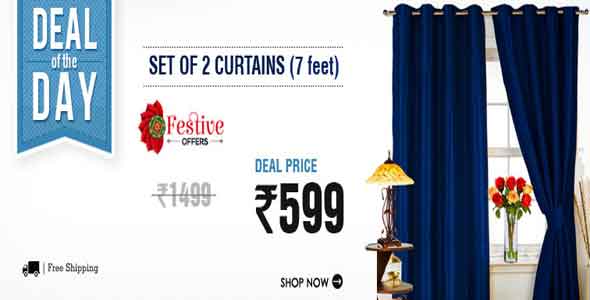 DEAL
of the
DAY
SET OF 2 CURTAINS (7 feet)
Festive
OFFERS
DEAL PRICE
₹1499
₹599
Free Shipping
SHOP NOW